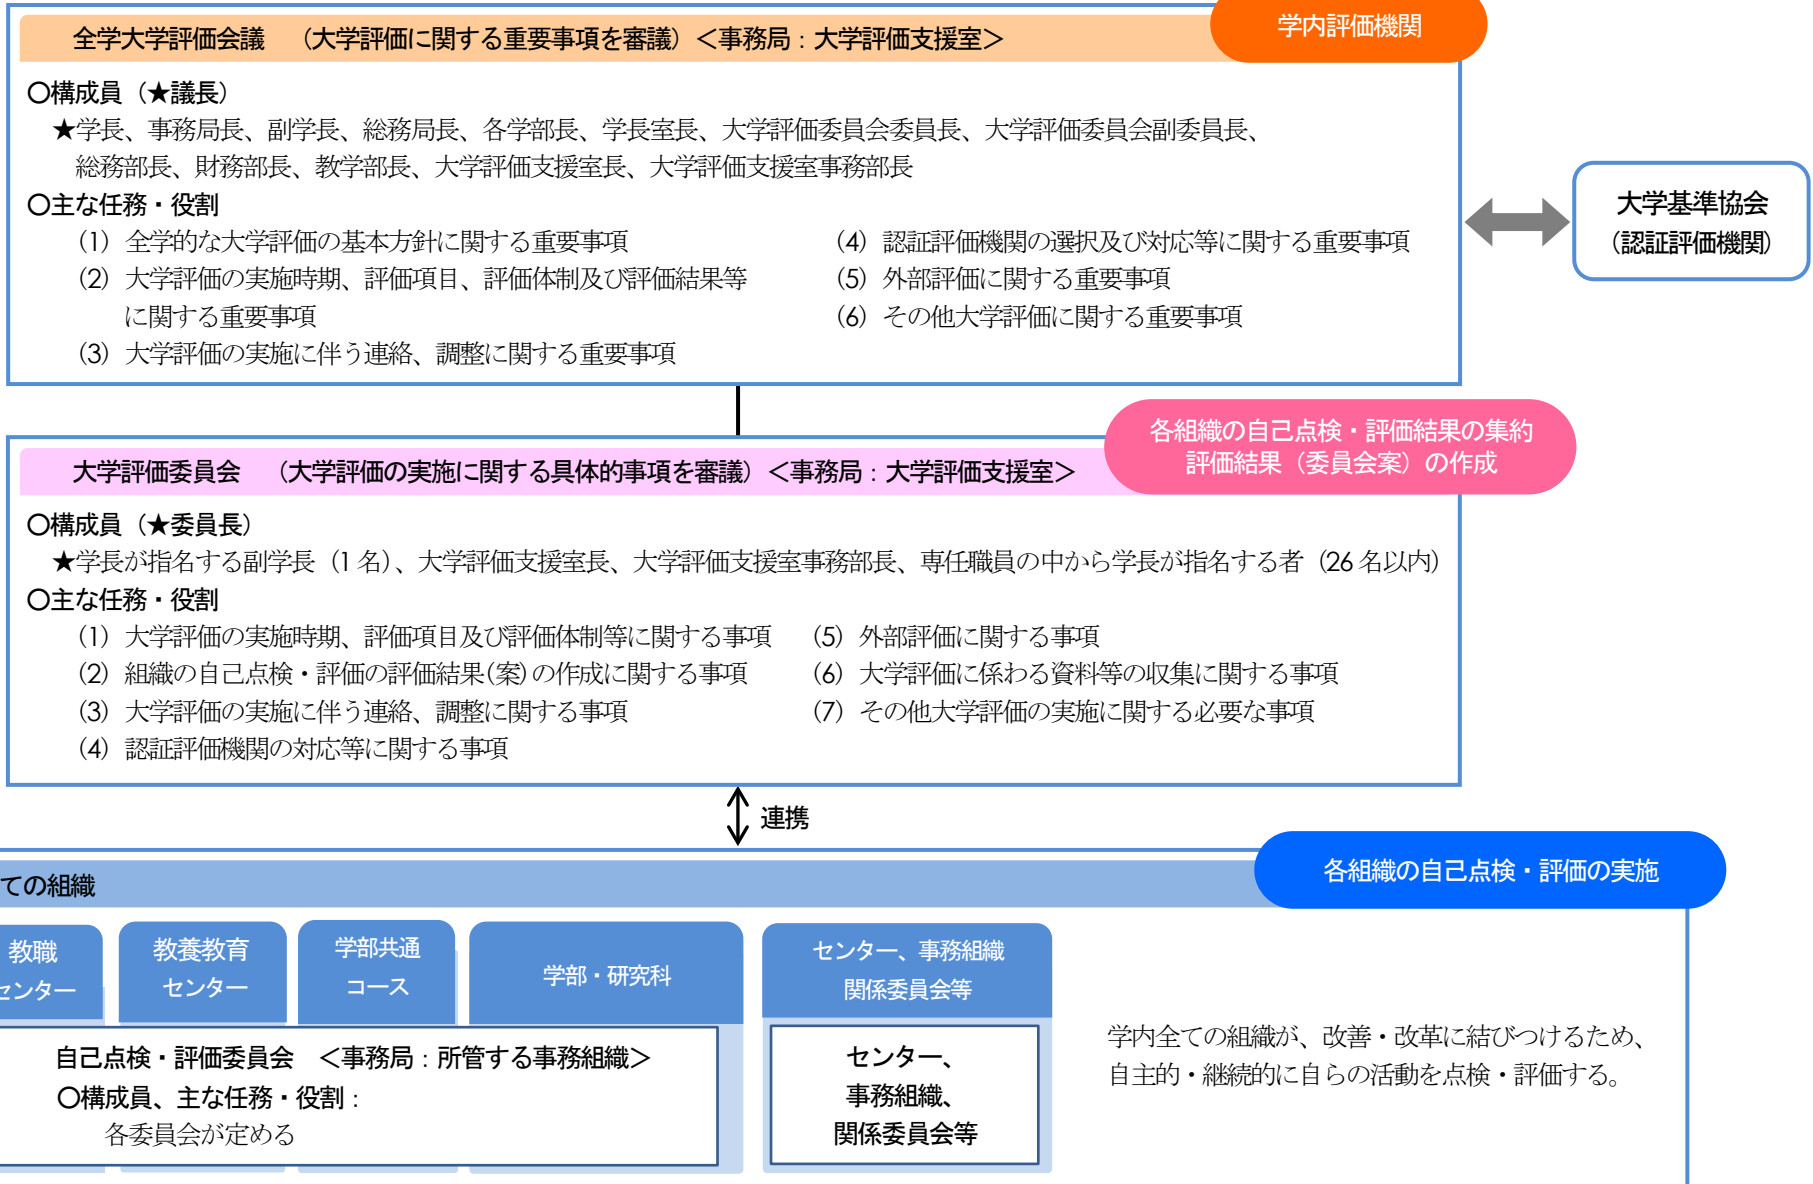 学内評価機関
全学大学評価会議　（大学評価に関する重要事項を審議）＜事務局：大学評価支援室＞
〇構成員（★議長）
★学長、事務局長、副学長、総務局長、各学部長、学長室長、大学評価委員会委員長、大学評価委員会副委員長、
総務部長、財務部長、教学部長、大学評価支援室長、大学評価支援室事務部長
〇主な任務・役割
（1）全学的な大学評価の基本方針に関する重要事項
（2）大学評価の実施時期、評価項目、評価体制及び評価結果等
に関する重要事項
（3）大学評価の実施に伴う連絡、調整に関する重要事項
（4）認証評価機関の選択及び対応等に関する重要事項
（5）外部評価に関する重要事項
（6）その他大学評価に関する重要事項
大学基準協会
（認証評価機関）
各組織の自己点検・評価結果の集約
評価結果（委員会案）の作成
大学評価委員会　（大学評価の実施に関する具体的事項を審議）＜事務局：大学評価支援室＞
〇構成員（★委員長）
★学長が指名する副学長（1名）、大学評価支援室長、大学評価支援室事務部長、専任職員の中から学長が指名する者（26名以内）
〇主な任務・役割
（1）大学評価の実施時期、評価項目及び評価体制等に関する事項
（2）組織の自己点検・評価の評価結果(案)の作成に関する事項
（3）大学評価の実施に伴う連絡、調整に関する事項
（4）認証評価機関の対応等に関する事項
（5）外部評価に関する事項
（6）大学評価に係わる資料等の収集に関する事項
（7）その他大学評価の実施に関する必要な事項
連携
各組織の自己点検・評価の実施
ての組織
教職
センター
教養教育
センター
学部共通
コース
学部・研究科
センター、事務組織
関係委員会等
自己点検・評価委員会　＜事務局：所管する事務組織＞
〇構成員、主な任務・役割：
各委員会が定める
センター、
事務組織、
関係委員会等
学内全ての組織が、改善・改革に結びつけるため、
自主的・継続的に自らの活動を点検・評価する。